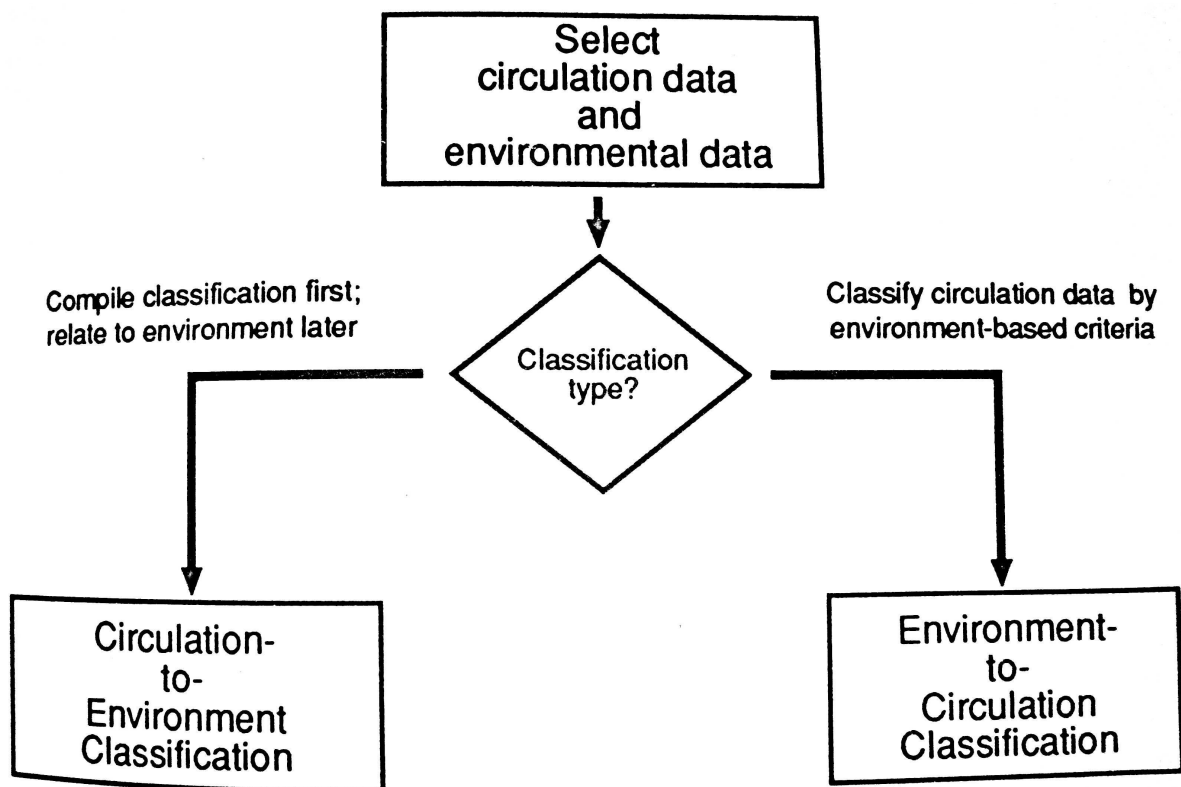 Select
circulation data
and
environmental data
Compile classification first;
relate to environment later
Classification
type?
Classify circulation data by
environment-based criteria
Circulation-
to-
Environment
Classification
Environment-
to-
Circulation
Classification